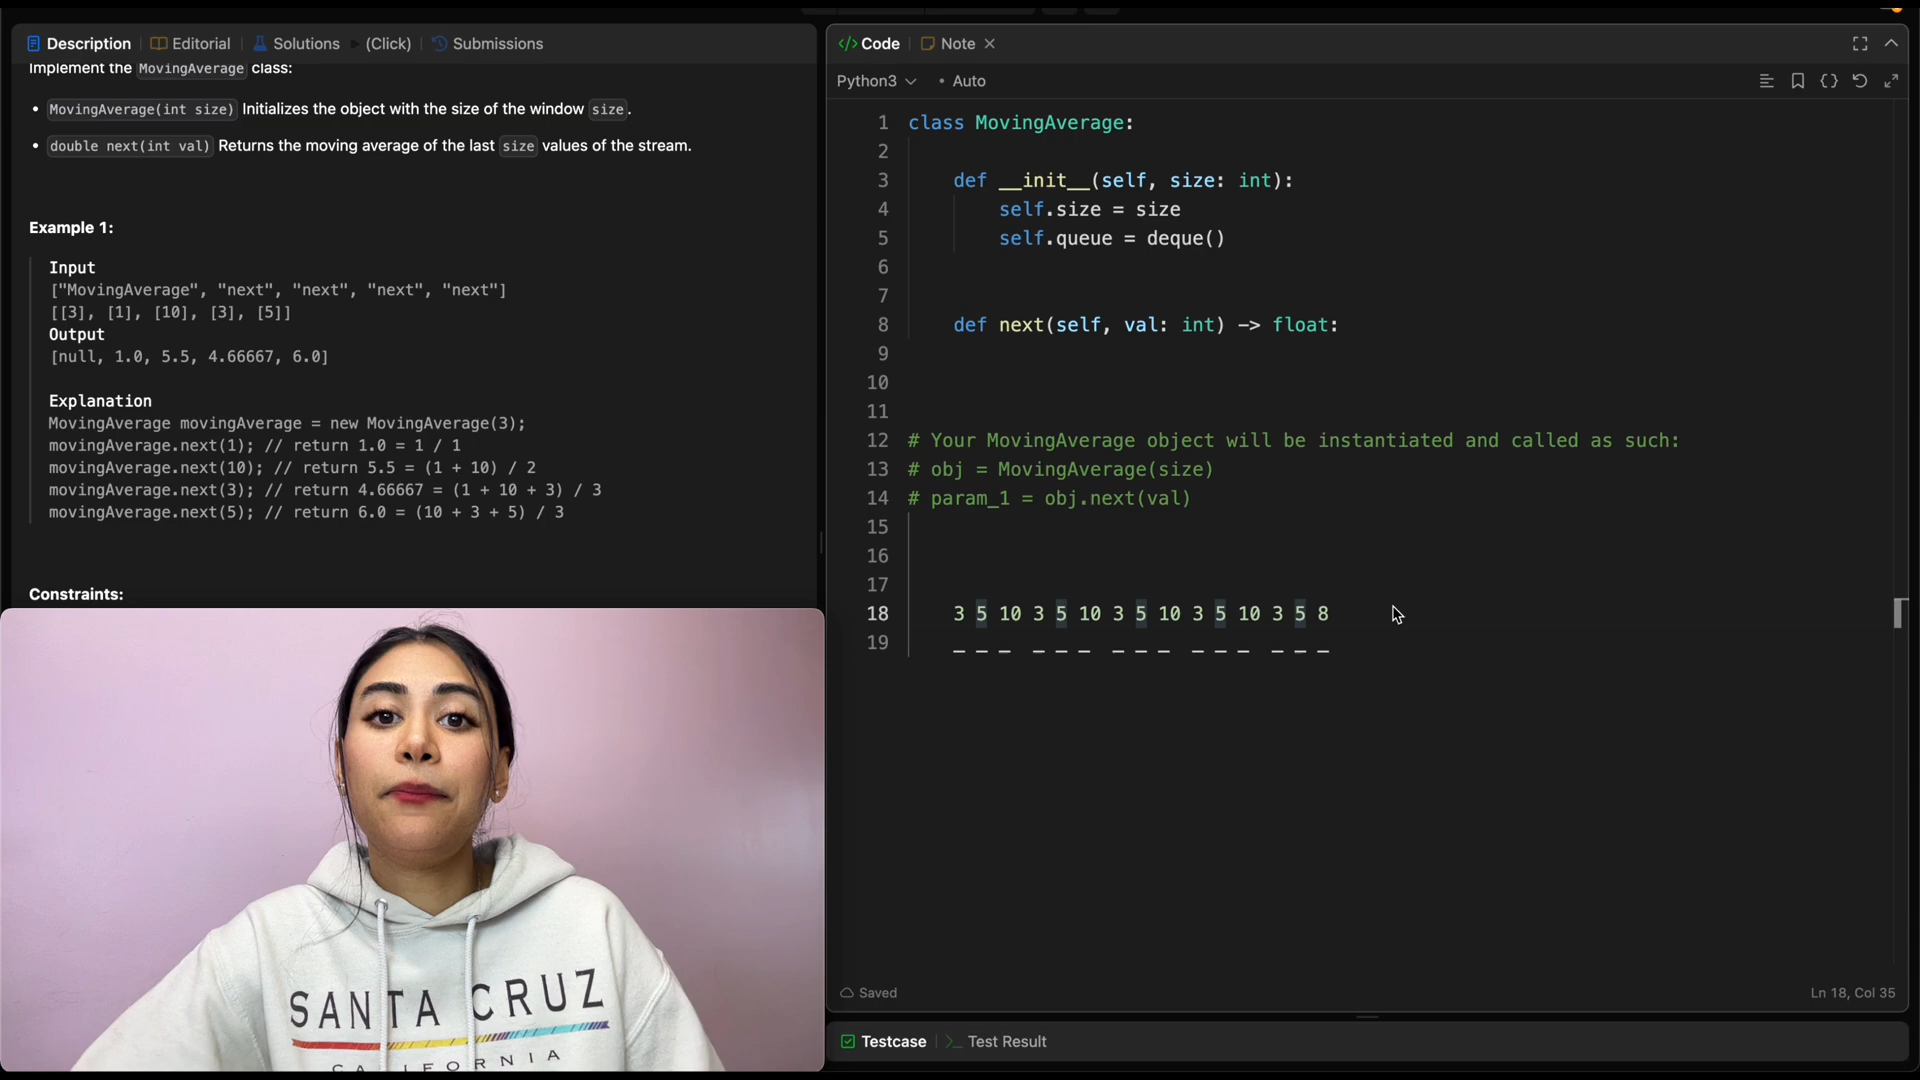 Description
Editorial
Solutions
(Click)
Submissions
Implement the MovingAverage class:
• MovingAverage(int size) Initializes the object with the size of the window size.
• double next(int val) Returns the moving average of the last size values of the stream.
Example 1:
Input
["MovingAverage", "next", "next", "next", "next"]
[[3], [1], [10], [3], [5]]
Output
[null, 1.0, 5.5, 4.66667, 6.0]
Explanation
MovingAverage movingAverage = new MovingAverage(3);
movingAverage.next(1); // return 1.0 = 1 / 1
movingAverage.next(10); // return 5.5 = (1 + 10) / 2
movingAverage.next(3); // return 4.66667 = (1 + 10 + 3) / 3
movingAverage.next(5); // return 6.0 = (10 + 3 + 5) / 3
Constraints:
SANTA CRUZ
CALIFORNIA
</> Code
Note
Python3
• Auto
1 class MovingAverage:
2
3 def __init__(self, size: int):
4 self.size = size
5 self.queue = deque()
6
7
8 def next(self, val: int) -> float:
9
10
11
12 # Your MovingAverage object will be instantiated and called as such:
13 # obj = MovingAverage(size)
14 # param_1 = obj.next(val)
15
16
17
18 3 5 10 3 5 10 3 5 10 3 5 10 3 5 8
19 _ _ _ _ _ _ _ _ _ _ _ _ _ _ _
Saved
Ln 18, Col 35
Testcase
Test Result